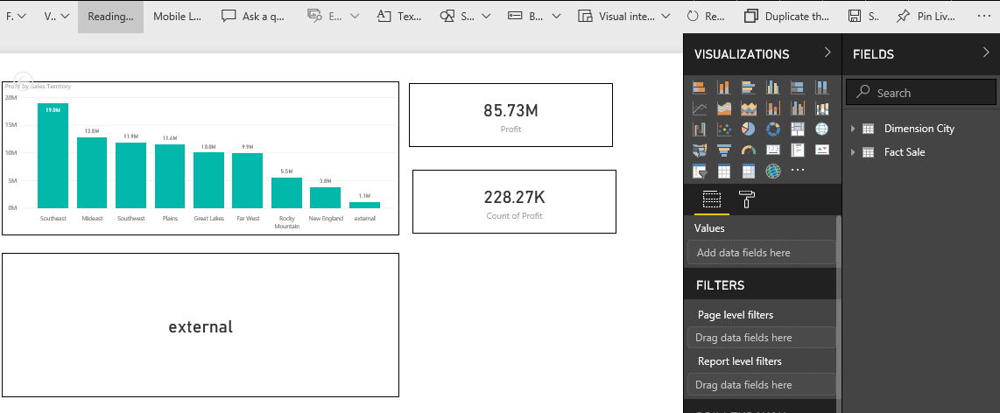 F.. V... Reading... Mobile L... Ask a q... E... Tex... S... B... Visual inte... Re... Duplicate th... S.. Pin Liv... ...
VISUALIZATIONS
FIELDS
Search
Dimension City
Fact Sale
Profit by Sales Territory
20M
15M
10M
5M
0M
19.0M
12.8M
11.9M
11.6M
10.0M
9.9M
5.5M
3.8M
1.1M
Southeast Mideast Southwest Plains Great Lakes Far West Rocky Mountain New England external
85.73M
Profit
228.27K
Count of Profit
external
123
...
Values
Add data fields here
FILTERS
Page level filters
Drag data fields here
Report level filters
Drag data fields here